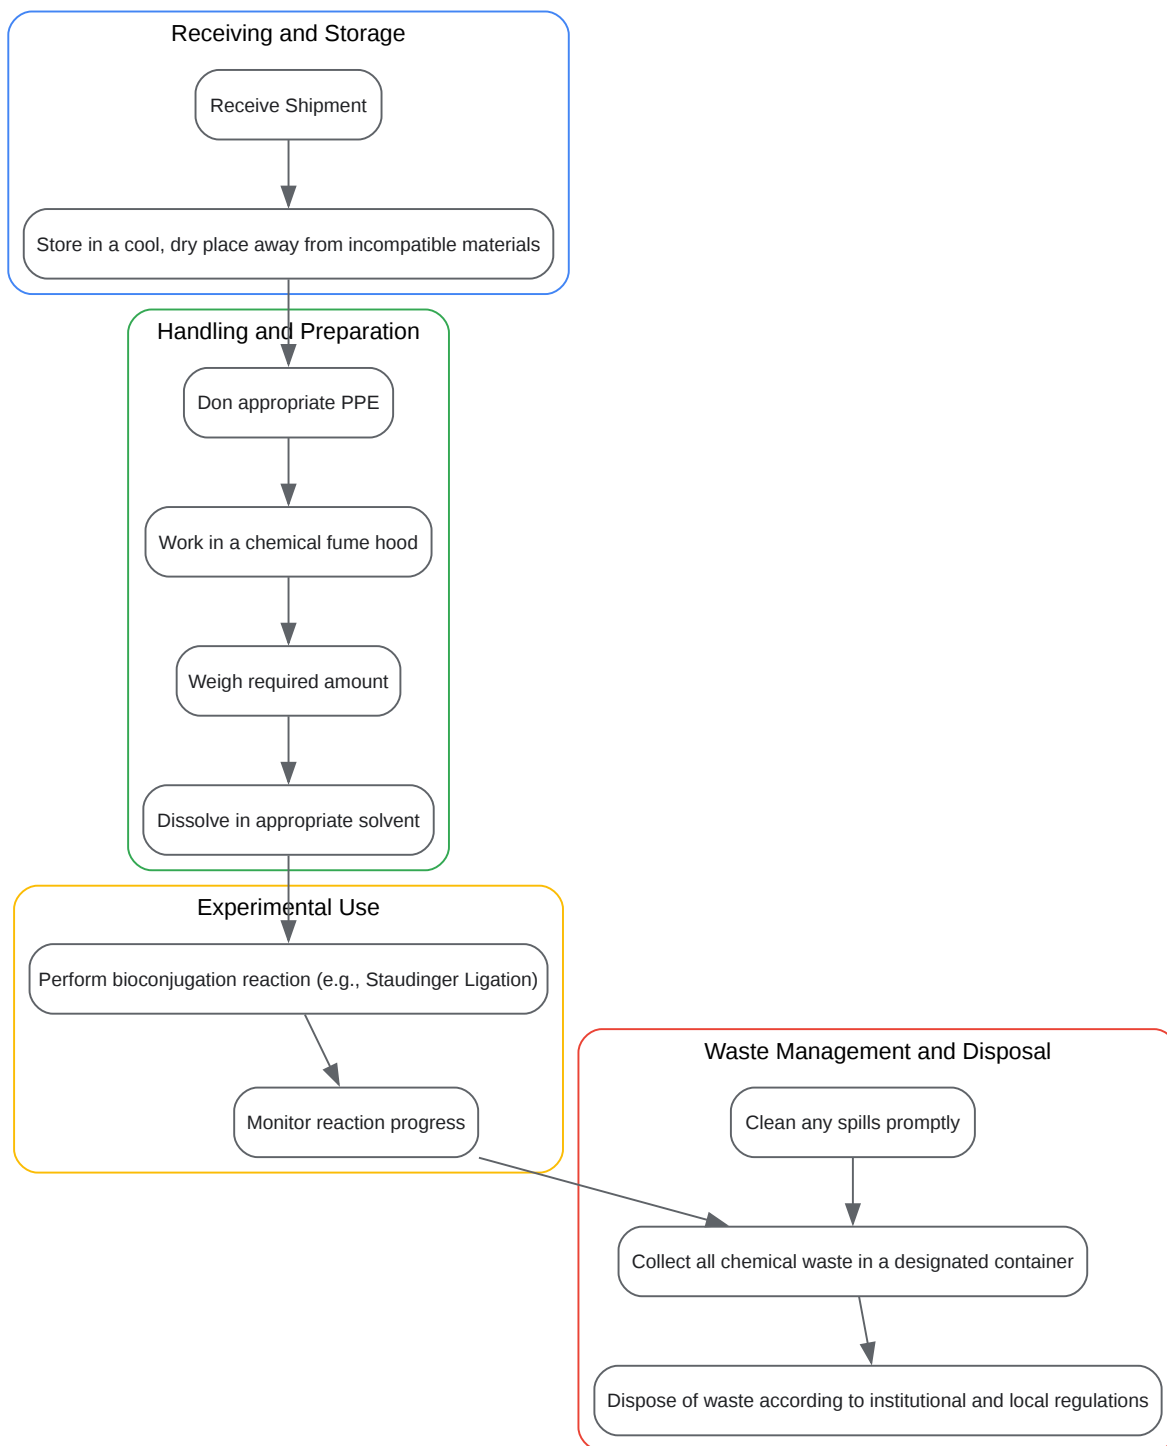 Receiving and Storage
Receive Shipment
Store in a cool, dry place away from incompatible materials
Handling and Preparation
Don appropriate PPE
Work in a chemical fume hood
Weigh required amount
Dissolve in appropriate solvent
Experimental Use
Perform bioconjugation reaction (e.g., Staudinger Ligation)
Monitor reaction progress
Waste Management and Disposal
Clean any spills promptly
Collect all chemical waste in a designated container
Dispose of waste according to institutional and local regulations